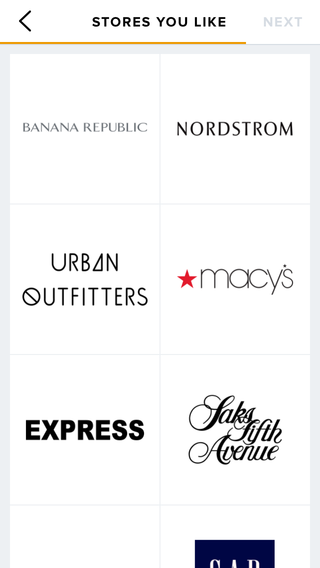 STORES YOU LIKE
NEXT
BANANA REPUBLIC
NORDSTROM
URBAN
OUTFITTERS
macy's
EXPRESS
Saks
fifth
Avenue
GAP